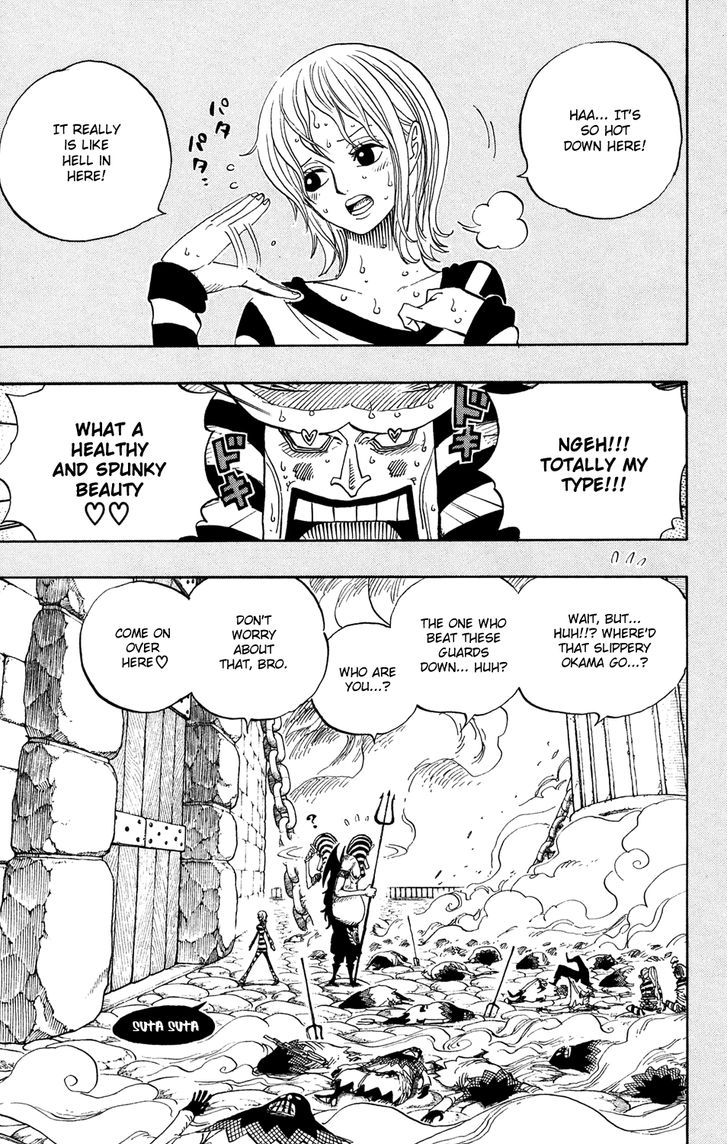 HAA... IT'S
SO HOT
DOWN HERE!
パタ
パタ
IT REALLY
IS LIKE
HELL IN
HERE!
NGEH!!!
TOTALLY MY
TYPE!!!
ドキ
ドキ
WHAT A
HEALTHY
AND SPUNKY
BEAUTY
♡♡
WAIT, BUT...
HUH!!? WHERE'D
THAT SLIPPERY
OKAMA GO...?
THE ONE WHO
BEAT THESE
GUARDS
DOWN... HUH?
WHO ARE
YOU...?
DON'T
WORRY
ABOUT
THAT, BRO.
COME ON
OVER
HERE♡
?
SUTA SUTA